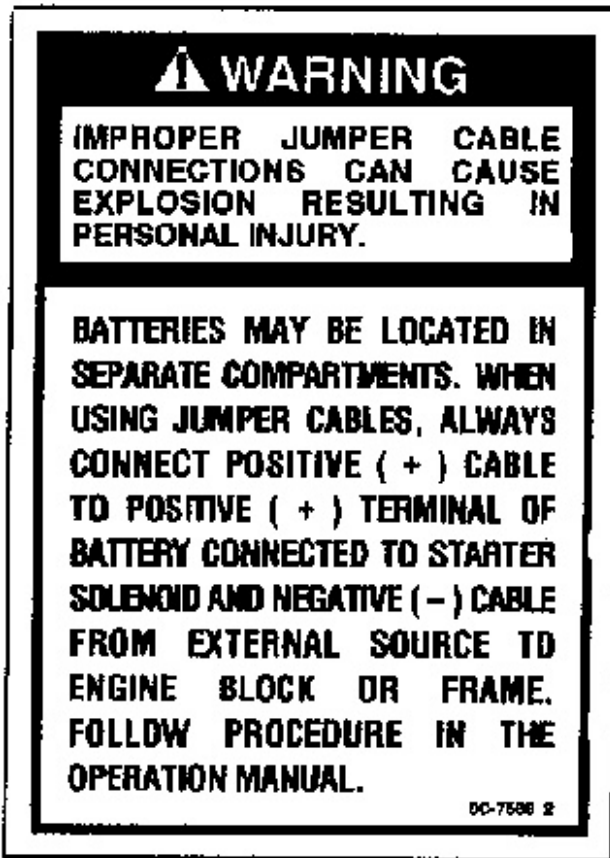 WARNING
IMPROPER JUMPER CABLE
CONNECTIONS CAN CAUSE
EXPLOSION RESULTING IN
PERSONAL INJURY.
BATTERIES MAY BE LOCATED IN
SEPARATE COMPARTMENTS. WHEN
USING JUMPER CABLES, ALWAYS
CONNECT POSITIVE ( + ) CABLE
TO POSITIVE ( + ) TERMINAL OF
BATTERY CONNECTED TO STARTER
SOLENOID AND NEGATIVE ( – ) CABLE
FROM EXTERNAL SOURCE TO
ENGINE BLOCK OR FRAME.
FOLLOW PROCEDURE IN THE
OPERATION MANUAL.